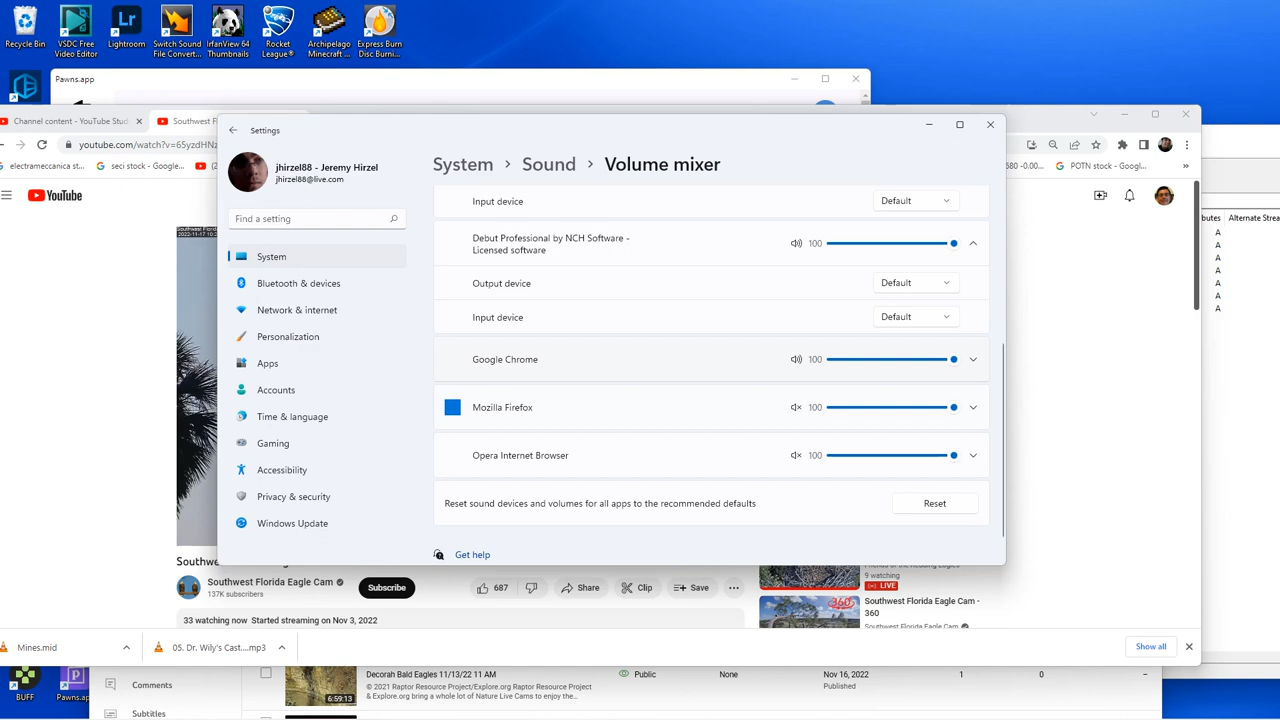 Recycle Bin
VSDC Free
Video Editor
Lr
Lightroom
Switch Sound
File Convert...
IrfanView 64
Thumbnails
Rocket
League®
Archipelago
Minecraft ...
Express Burn
Disc Burni...
Pawns.app
Channel content - YouTube Stud
Southwest F
youtube.com/watch?v=65yzdHNz
electrameccanica st
seci stock - Google...
680 -0.00...
POTN stock - Googl...
YouTube
Settings
jhirzel88 - Jeremy Hirzel
jhirzel88@live.com
Find a setting
System
Bluetooth & devices
Network & internet
Personalization
Apps
Accounts
Time & language
Gaming
Accessibility
Privacy & security
Windows Update
System > Sound > Volume mixer
Input device
Default
Debut Professional by NCH Software -
Licensed software
100
Output device
Default
Input device
Default
Google Chrome
100
Mozilla Firefox
100
Opera Internet Browser
100
Reset sound devices and volumes for all apps to the recommended defaults
Reset
Get help
butes
Alternate Strea
A
A
A
A
A
A
A
Southwe
Southwest Florida Eagle Cam
137K subscribers
Subscribe
687
Share
Clip
Save
33 watching now Started streaming on Nov 3, 2022
9 watching
LIVE
Southwest Florida Eagle Cam -
360
Southwest Florida Eagle Cam
Mines.mid
05. Dr. Wily's Cast....mp3
Show all
BUFF
Pawns.app
Comments
Subtitles
6:59:13
Decorah Bald Eagles 11/13/22 11 AM
© 2021 Raptor Resource Project/Explore.org Raptor Resource
Project & Explore.org bring a whole lot of Nature Live Cams to enjoy the...
Public
None
Nov 16, 2022
Published
1
0
–